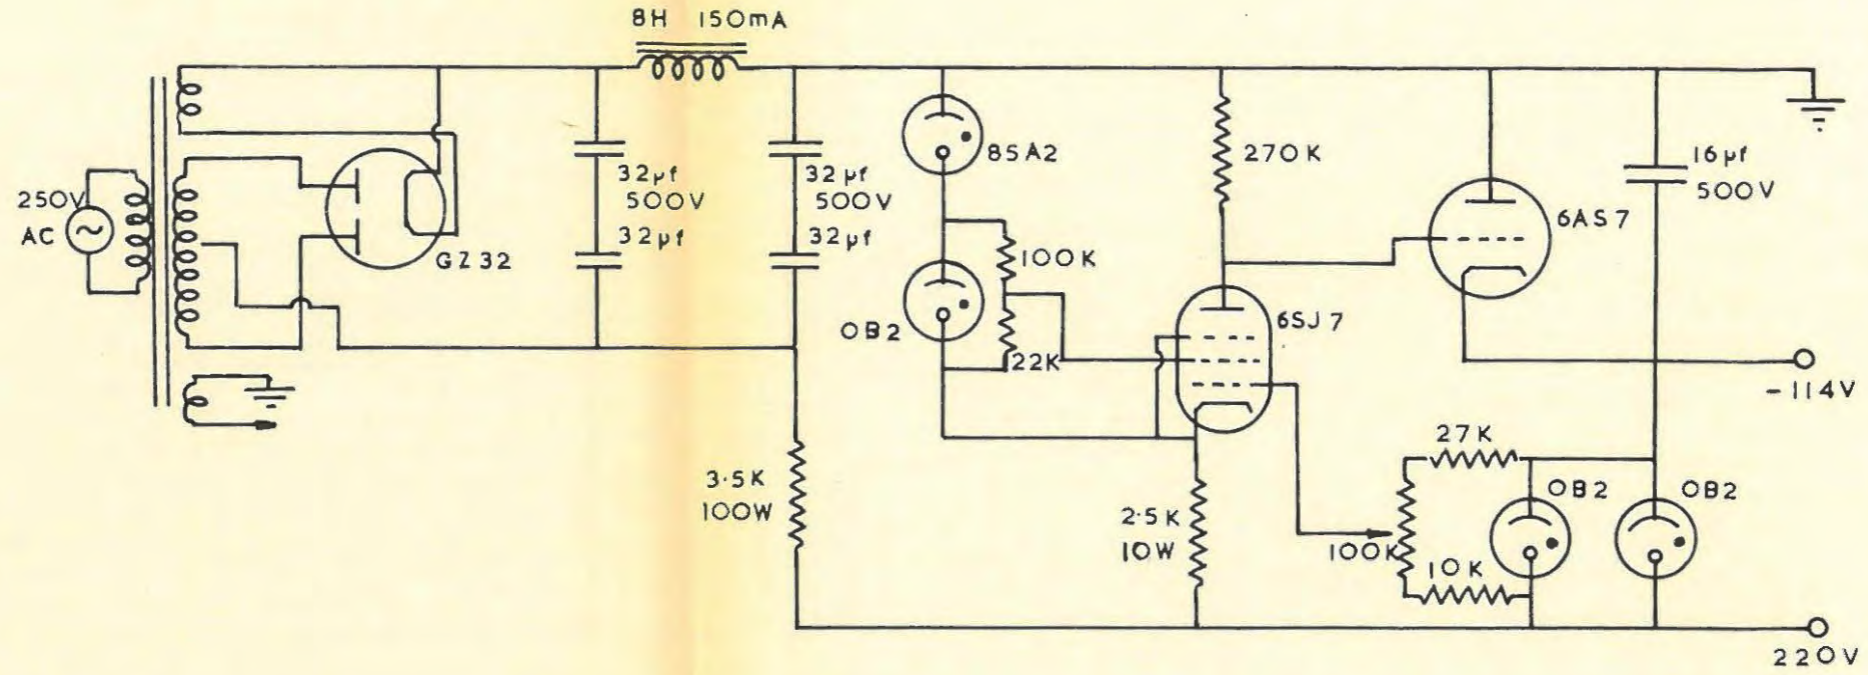 8H 150mA
250V
AC
GZ32
32µf
500V
32µf
32µf
500V
32µf
85A2
OB2
100K
22K
270K
6SJ7
6AS7
16µf
500V
-114V
3·5K
100W
2·5K
10W
27K
100K
10K
OB2
OB2
220V